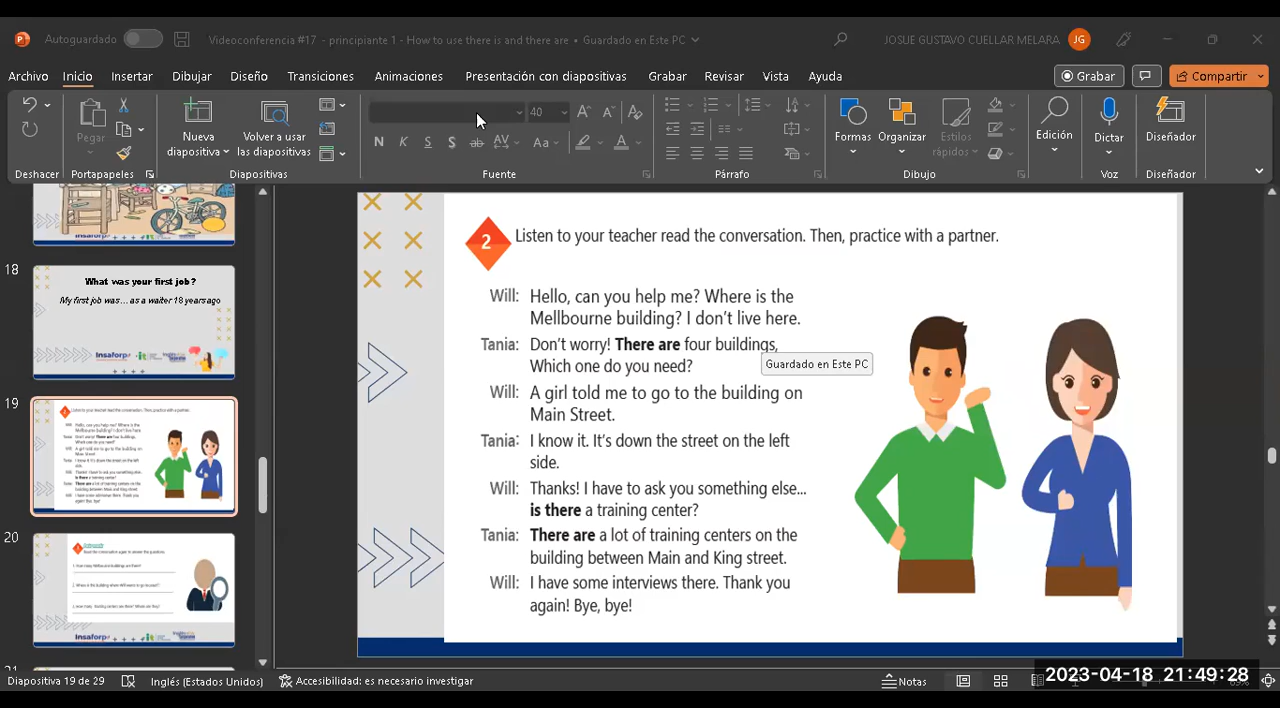 Autoguardado
Videoconferencia #17 - principiante 1 - How to use there is and there are • Guardado en Este PC
JOSUE GUSTAVO CUELLAR MELARA
JG
Archivo Inicio Insertar Dibujar Diseño Transiciones Animaciones Presentación con diapositivas Grabar Revisar Vista Ayuda
Grabar
Compartir
Pegar
Nueva diapositiva
Volver a usar las diapositivas
40
N K S S ab AV Aa A
Formas Organizar Estilos rápidos Edición Dictar Diseñador
Deshacer Portapapeles Diapositivas Fuente Párrafo Dibujo Voz Diseñador
18
What was your first job?
My first job was... as a waiter 18 years ago
Insaforp
19
20
Insaforp
2
Listen to your teacher read the conversation. Then, practice with a partner.
Will: Hello, can you help me? Where is the
Mellbourne building? I don't live here.
Tania: Don't worry! There are four buildings,
Which one do you need?
Guardado en Este PC
Will: A girl told me to go to the building on
Main Street.
Tania: I know it. It's down the street on the left
side.
Will: Thanks! I have to ask you something else...
is there a training center?
Tania: There are a lot of training centers on the
building between Main and King street.
Will: I have some interviews there. Thank you
again! Bye, bye!
Diapositiva 19 de 29
Inglés (Estados Unidos)
Accesibilidad: es necesario investigar
Notas
2023-04-18 21:49:28